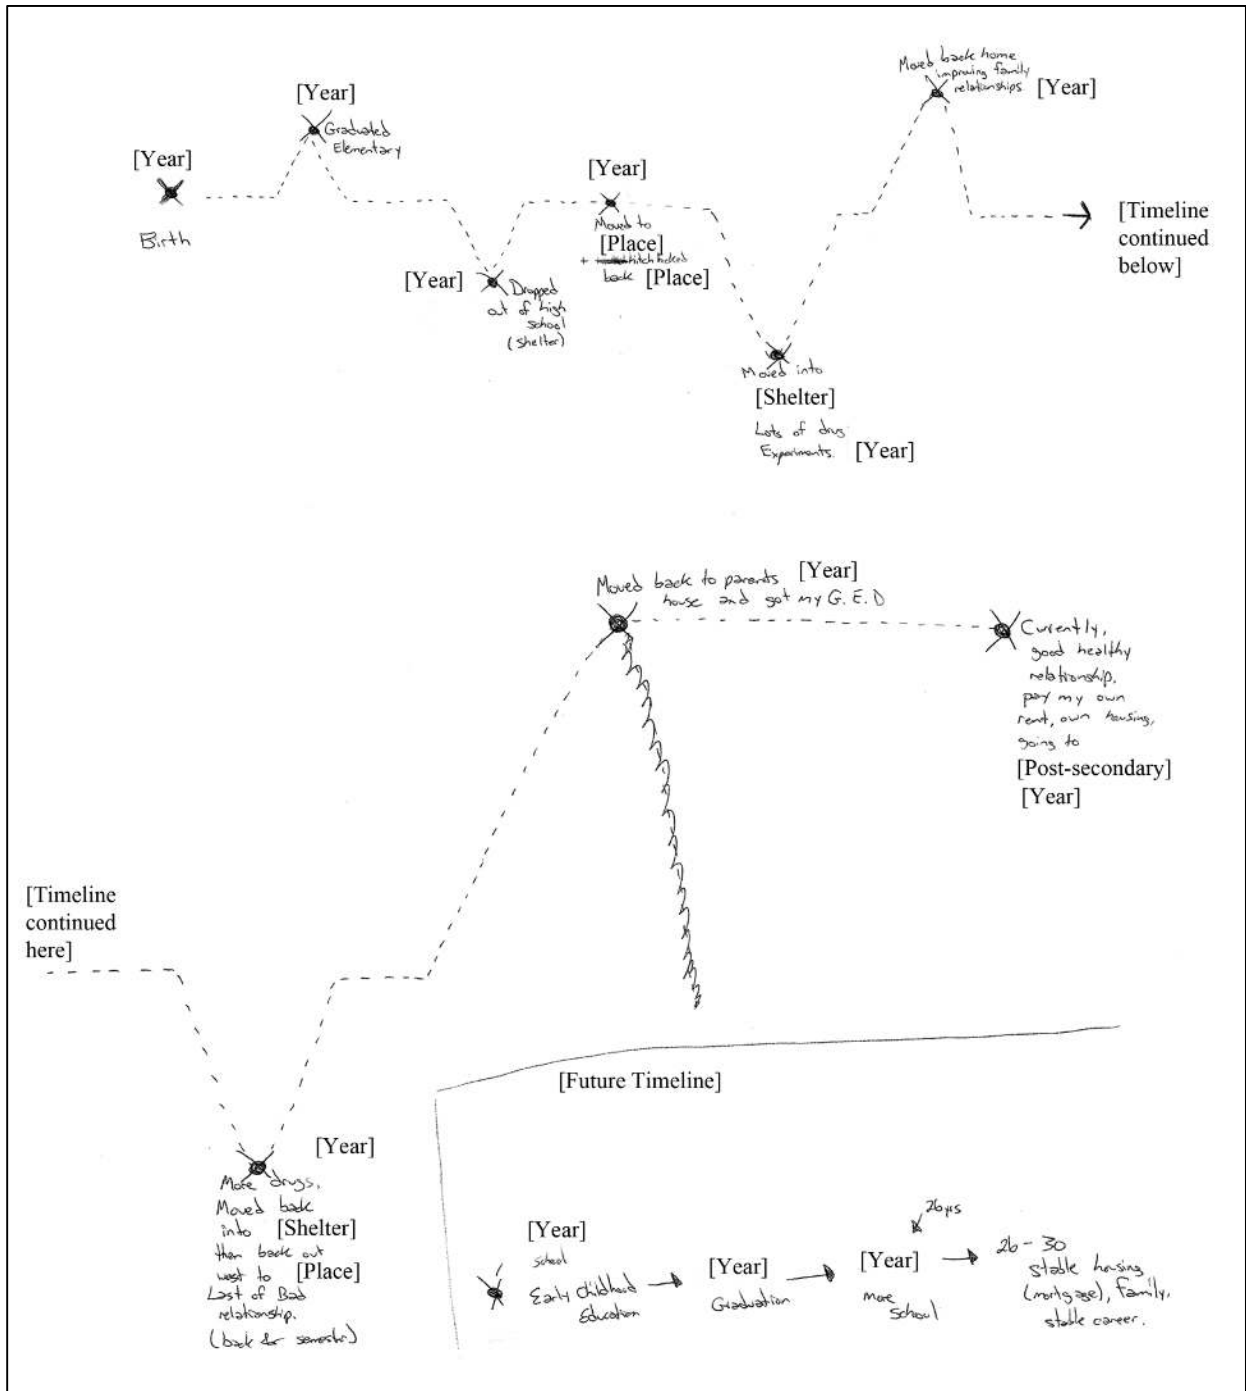 [Year]
Birth
[Year]
Graduated
Elementary
[Year]
Dropped
out of high
school
(shelter)
[Year]
Moved to
[Place]
+ hitch hiked
back [Place]
Moved into
[Shelter]
Lots of drug
Experiments. [Year]
Moved back home
improving family
relationships [Year]
[Timeline
continued
below]
[Timeline
continued
here]
[Year]
More drugs,
Moved back
into [Shelter]
then back out
west to [Place]
Last of Bad
relationship.
(back for semester)
Moved back to parents [Year]
house and got my G.E.D
Curently,
good healthy
relationship.
pay my own
rent, own housing,
going to
[Post-secondary]
[Year]
[Future Timeline]
[Year]
school
Early Childhood
Education
[Year]
Graduation
26 yrs
[Year]
more
school
26 - 30
stable housing
(mortgage), family,
stable career.